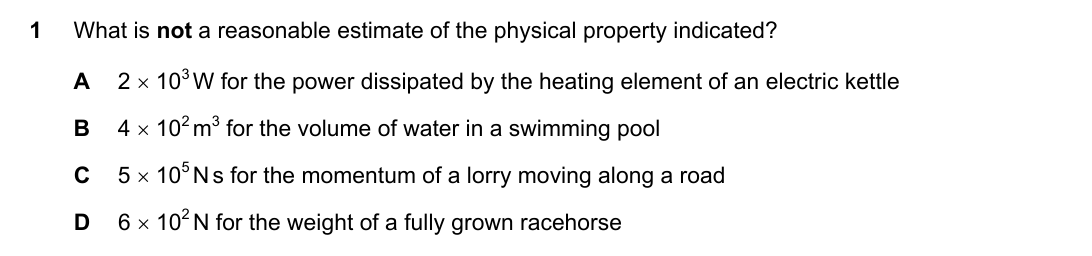 1 What is not a reasonable estimate of the physical property indicated?
A 2 × 10³ W for the power dissipated by the heating element of an electric kettle
B 4 × 10² m³ for the volume of water in a swimming pool
C 5 × 10⁵ N s for the momentum of a lorry moving along a road
D 6 × 10² N for the weight of a fully grown racehorse